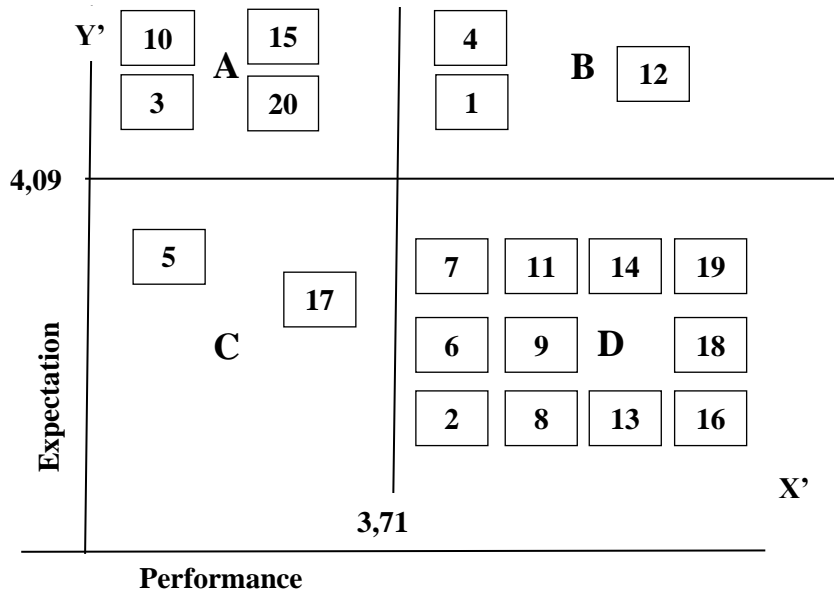 Y’ 10 15 4
A B 12
3 20 1
4,09
5
7 11 14 19
17
C 6 9 D 18
2 8 13 16
Expectation
X’
3,71
Performance